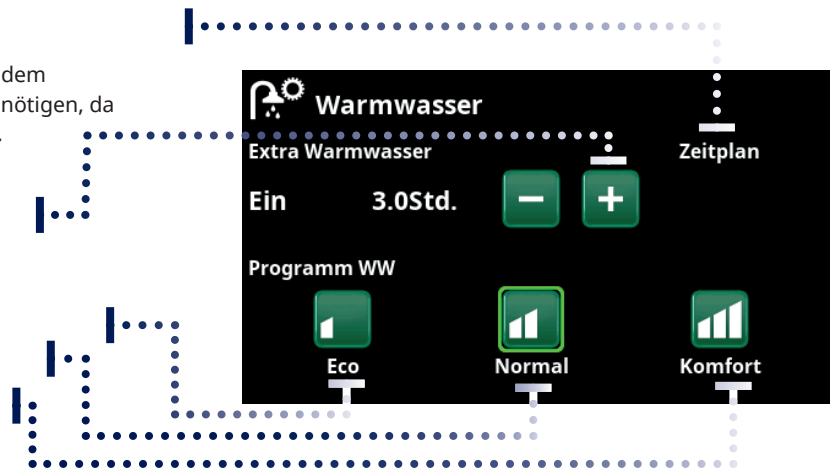 dem
nötigen, da
.
Warmwasser
Extra Warmwasser Zeitplan
Ein 3.0Std. − +
Programm WW
Eco Normal Komfort